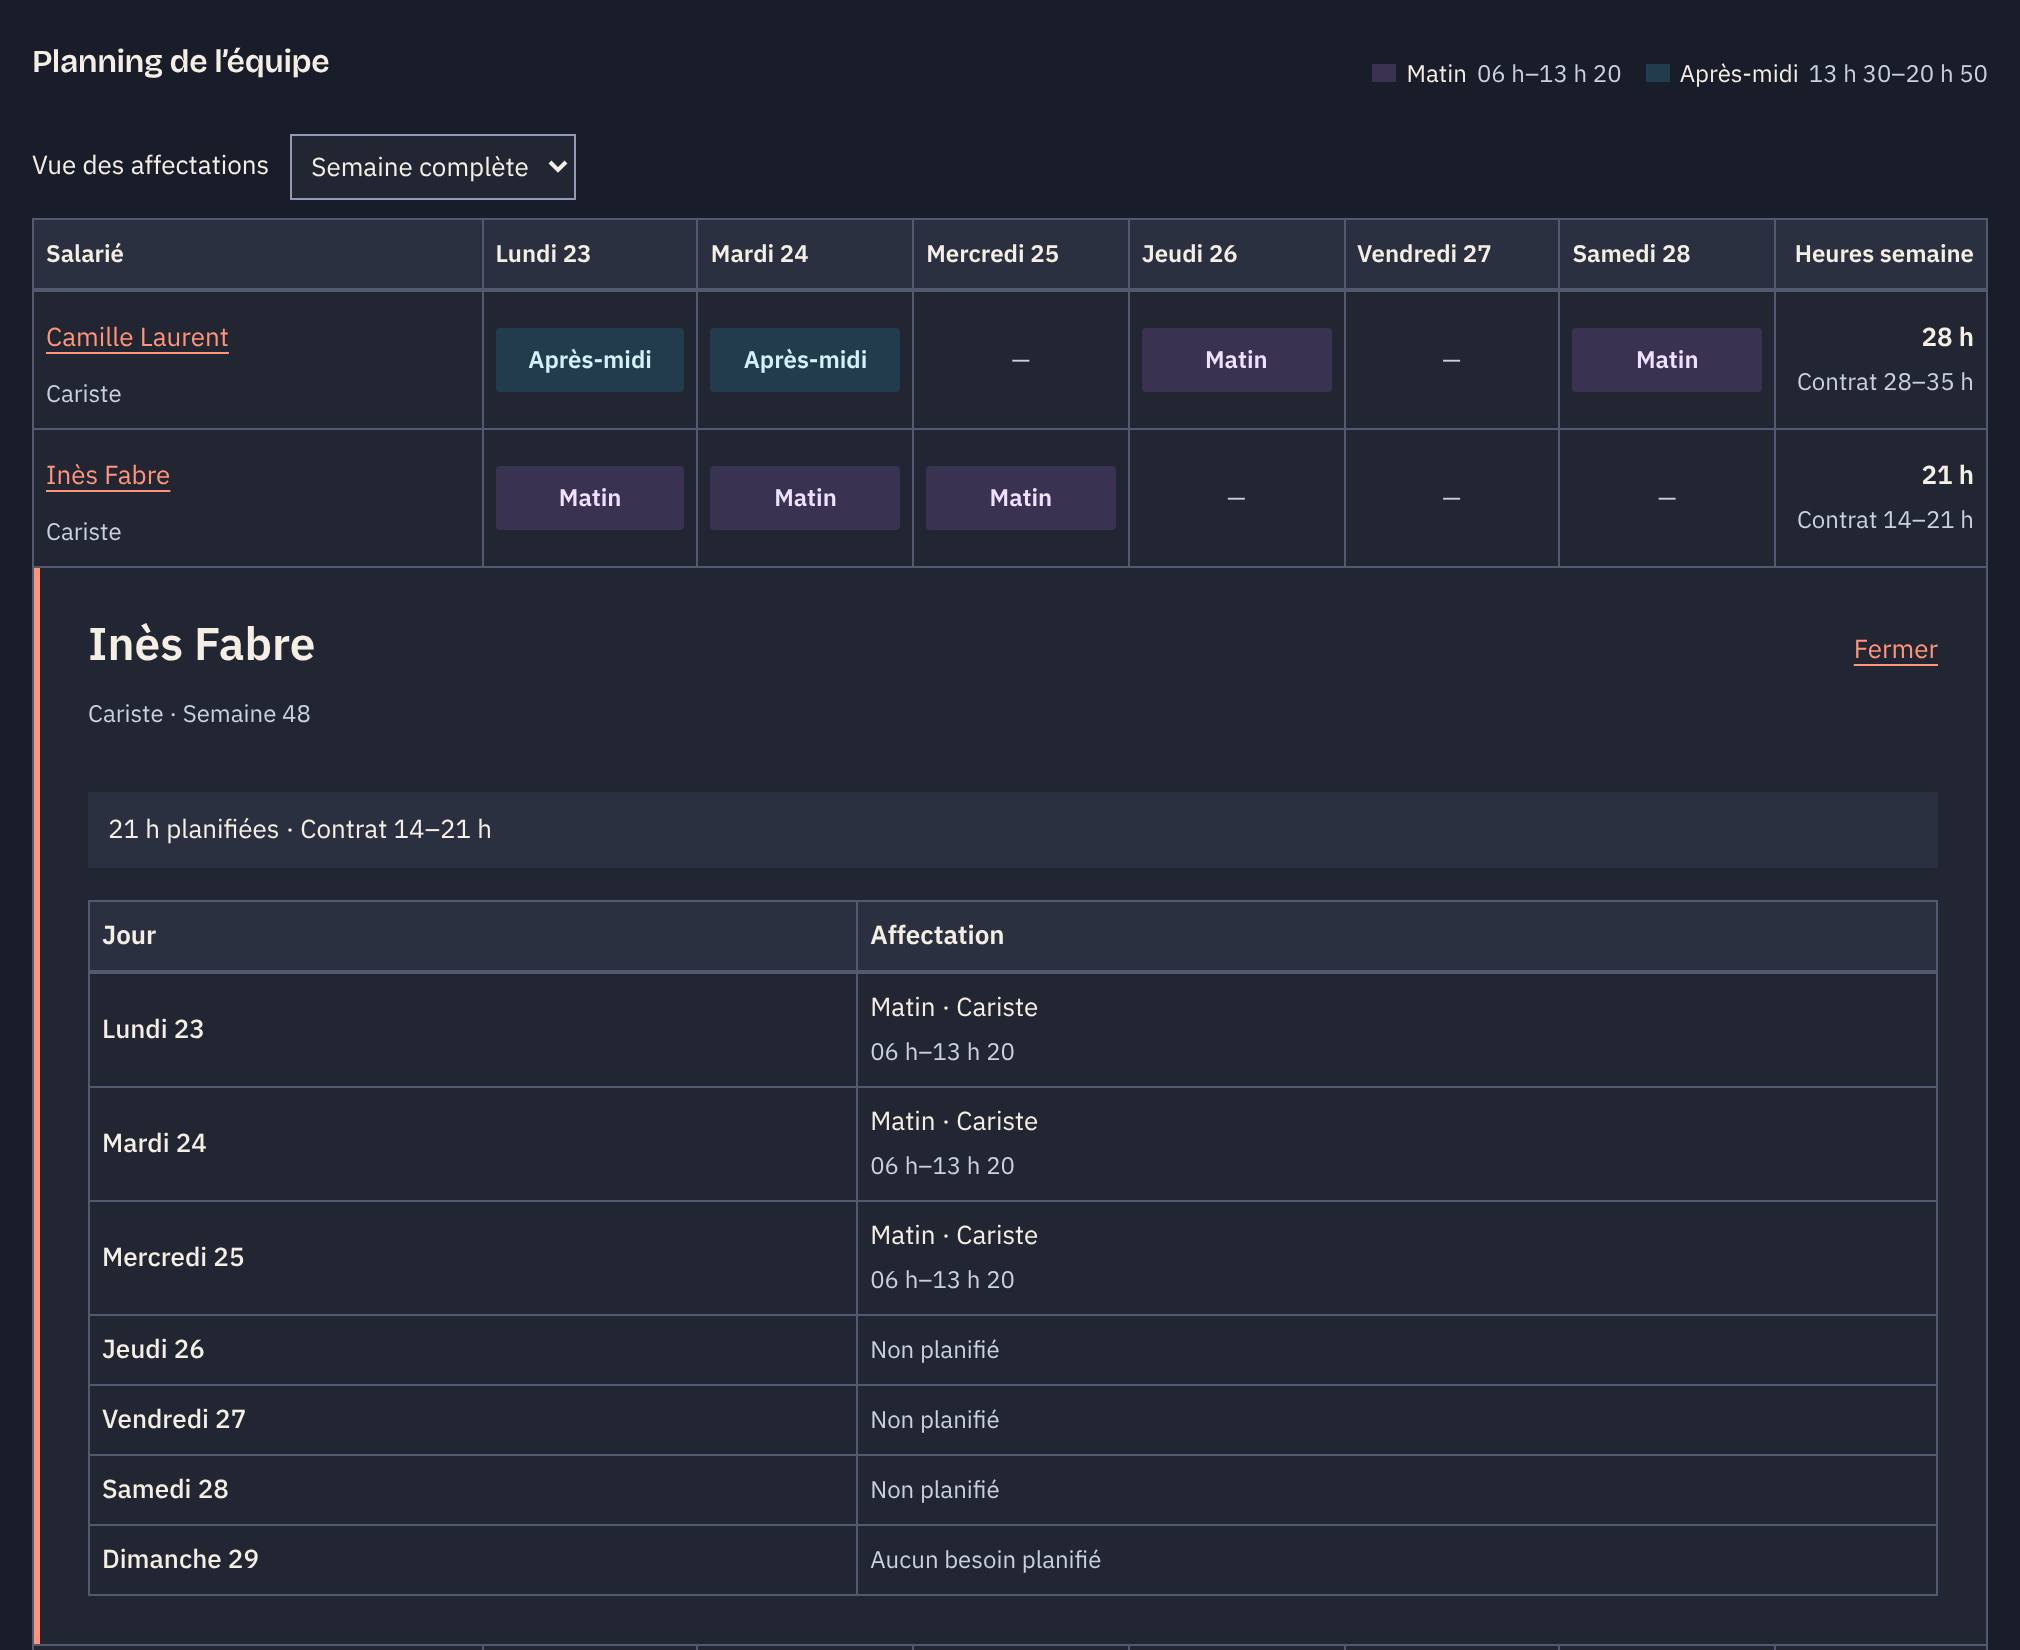 Planning de l’équipe
Matin 06 h–13 h 20 Après-midi 13 h 30–20 h 50
Vue des affectations Semaine complète
Salarié Lundi 23 Mardi 24 Mercredi 25 Jeudi 26 Vendredi 27 Samedi 28 Heures semaine
Camille Laurent Après-midi Après-midi — Matin — Matin 28 h
Cariste Contrat 28–35 h
Inès Fabre Matin Matin Matin — — — 21 h
Cariste Contrat 14–21 h
Inès Fabre Fermer
Cariste · Semaine 48
21 h planifiées · Contrat 14–21 h
Jour Affectation
Lundi 23 Matin · Cariste
06 h–13 h 20
Mardi 24 Matin · Cariste
06 h–13 h 20
Mercredi 25 Matin · Cariste
06 h–13 h 20
Jeudi 26 Non planifié
Vendredi 27 Non planifié
Samedi 28 Non planifié
Dimanche 29 Aucun besoin planifié